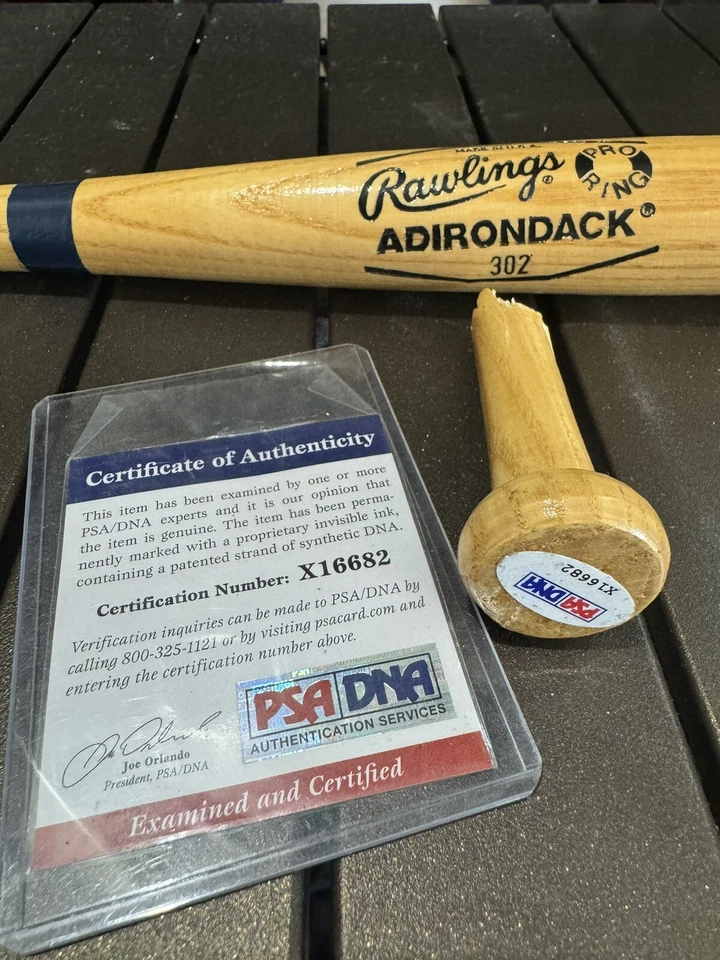 MADE IN U.S.A.
Rawlings®
PRO RING
ADIRONDACK®
302
Certificate of Authenticity
This item has been examined by one or more
PSA/DNA experts and it is our opinion that
the item is genuine. The item has been perma-
nently marked with a proprietary invisible ink,
containing a patented strand of synthetic DNA.
Certification Number: X16682
Verification inquiries can be made to PSA/DNA by
calling 800-325-1121 or by visiting psacard.com and
entering the certification number above.
PSA DNA
AUTHENTICATION SERVICES
Joe Orlando
President, PSA/DNA
Examined and Certified
X16682
PSA DNA